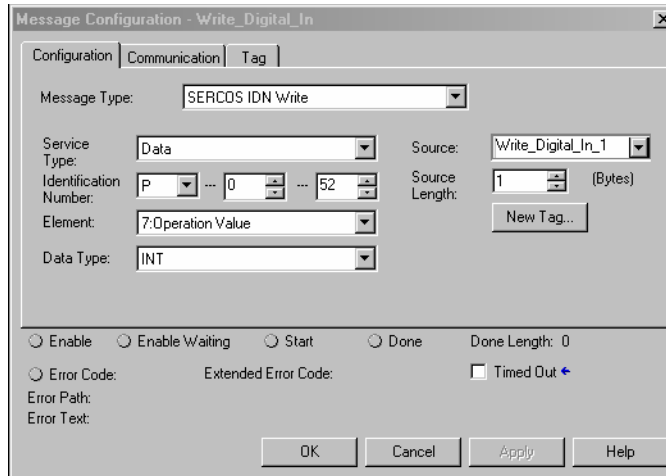 Message Configuration - Write_Digital_In
Configuration Communication Tag
Message Type: SERCOS IDN Write
Service Type: Data Source: Write_Digital_In_1
Identification Number: P --- 0 --- 52 Source Length: 1 (Bytes)
Element: 7:Operation Value New Tag...
Data Type: INT
Enable Enable Waiting Start Done Done Length: 0
Error Code: Extended Error Code: Timed Out
Error Path:
Error Text:
OK Cancel Apply Help